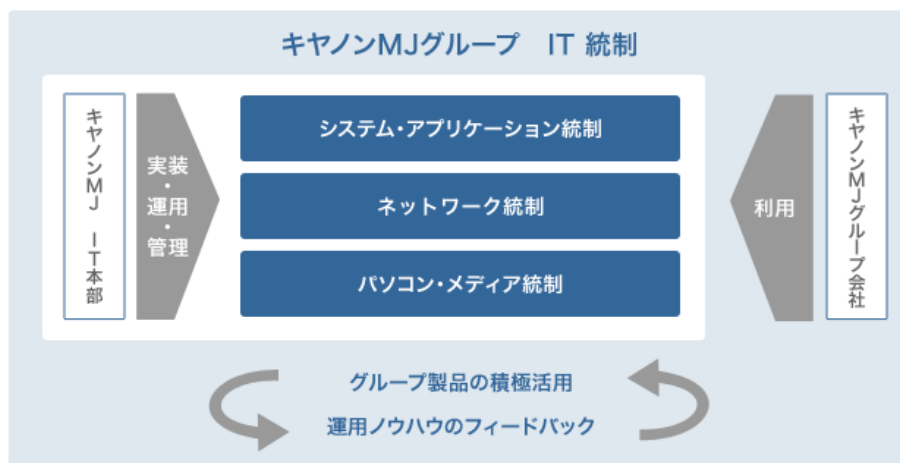 キヤノンMJグループ　IT 統制
キヤノンMJ　IT本部
実装
・
運用
・
管理
システム・アプリケーション統制
ネットワーク統制
パソコン・メディア統制
利用
キヤノンMJグループ会社
グループ製品の積極活用
運用ノウハウのフィードバック